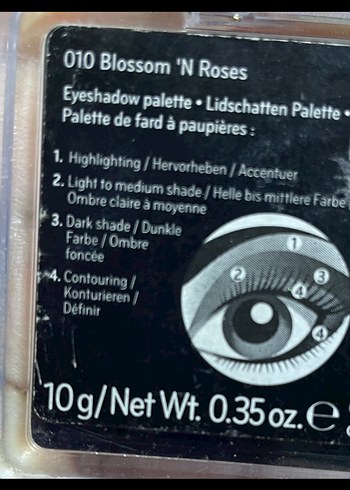 010 Blossom 'N Roses
Eyeshadow palette • Lidschatten Palette •
Palette de fard à paupières :
1. Highlighting / Hervorheben / Accentuer
2. Light to medium shade / Helle bis mittlere Farbe
Ombre claire à moyenne
3. Dark shade / Dunkle
Farbe / Ombre
foncée
4. Contouring /
Konturieren /
Définir
1
2
3
4
4
10 g/Net Wt. 0.35 oz. ℮